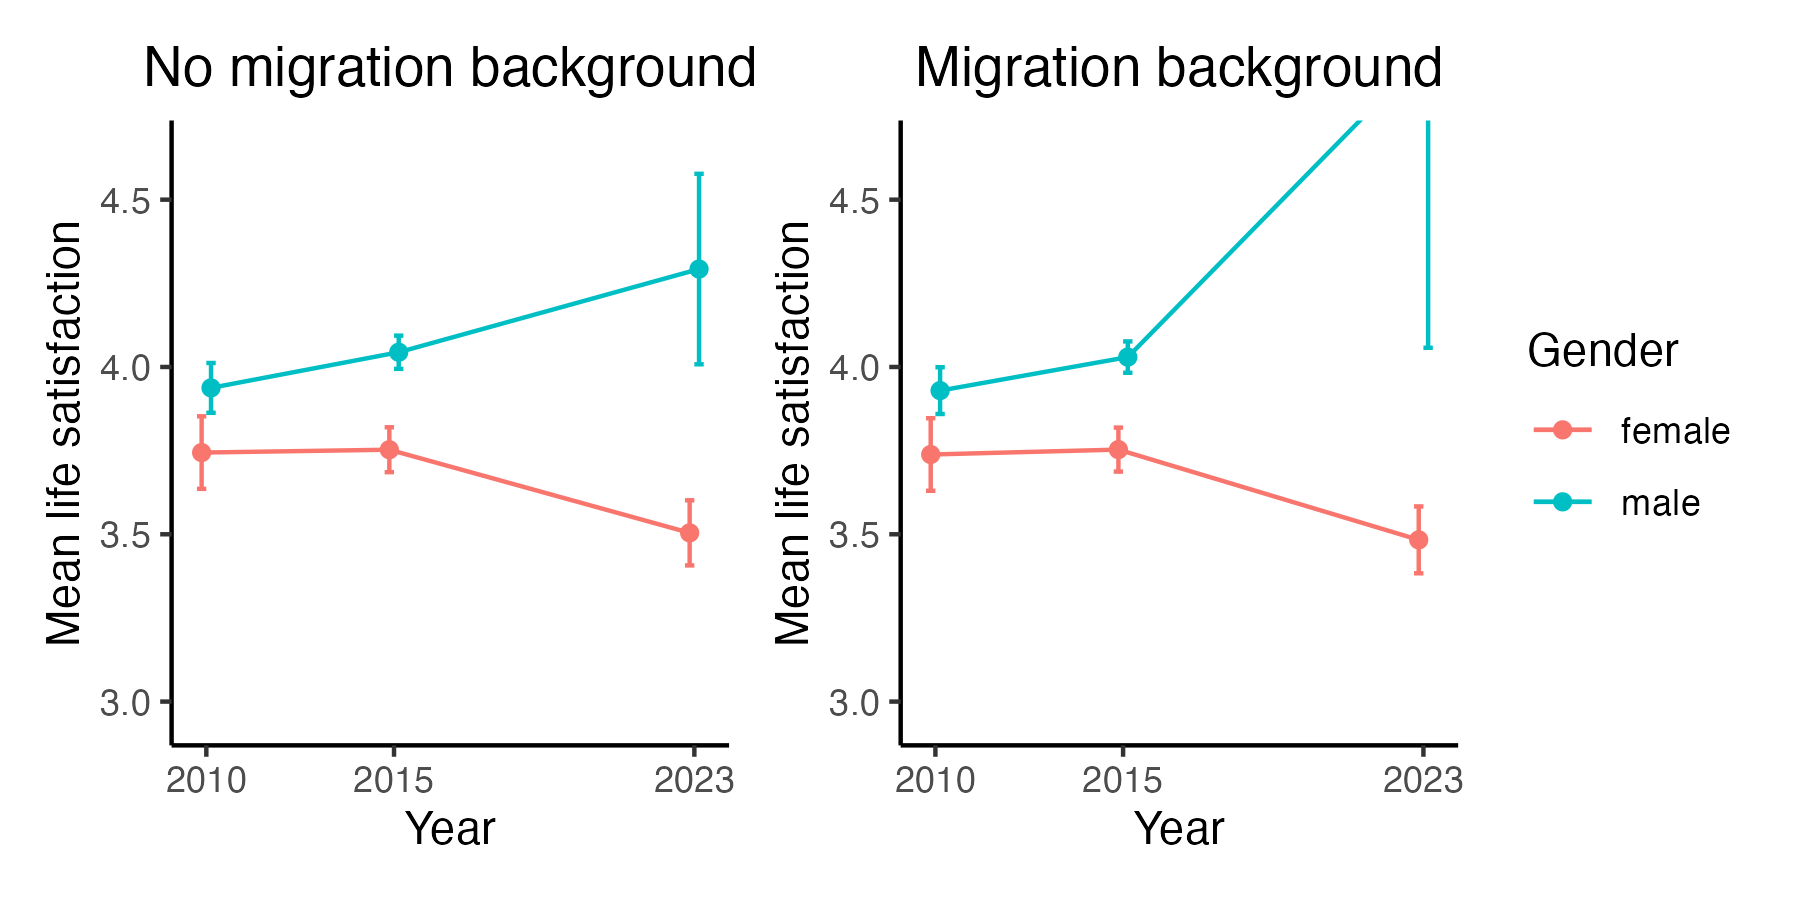 No migration background
Mean life satisfaction
4.5
4.0
3.5
3.0
2010 2015 2023
Year
Migration background
Mean life satisfaction
4.5
4.0
3.5
3.0
2010 2015 2023
Year
Gender
female
male